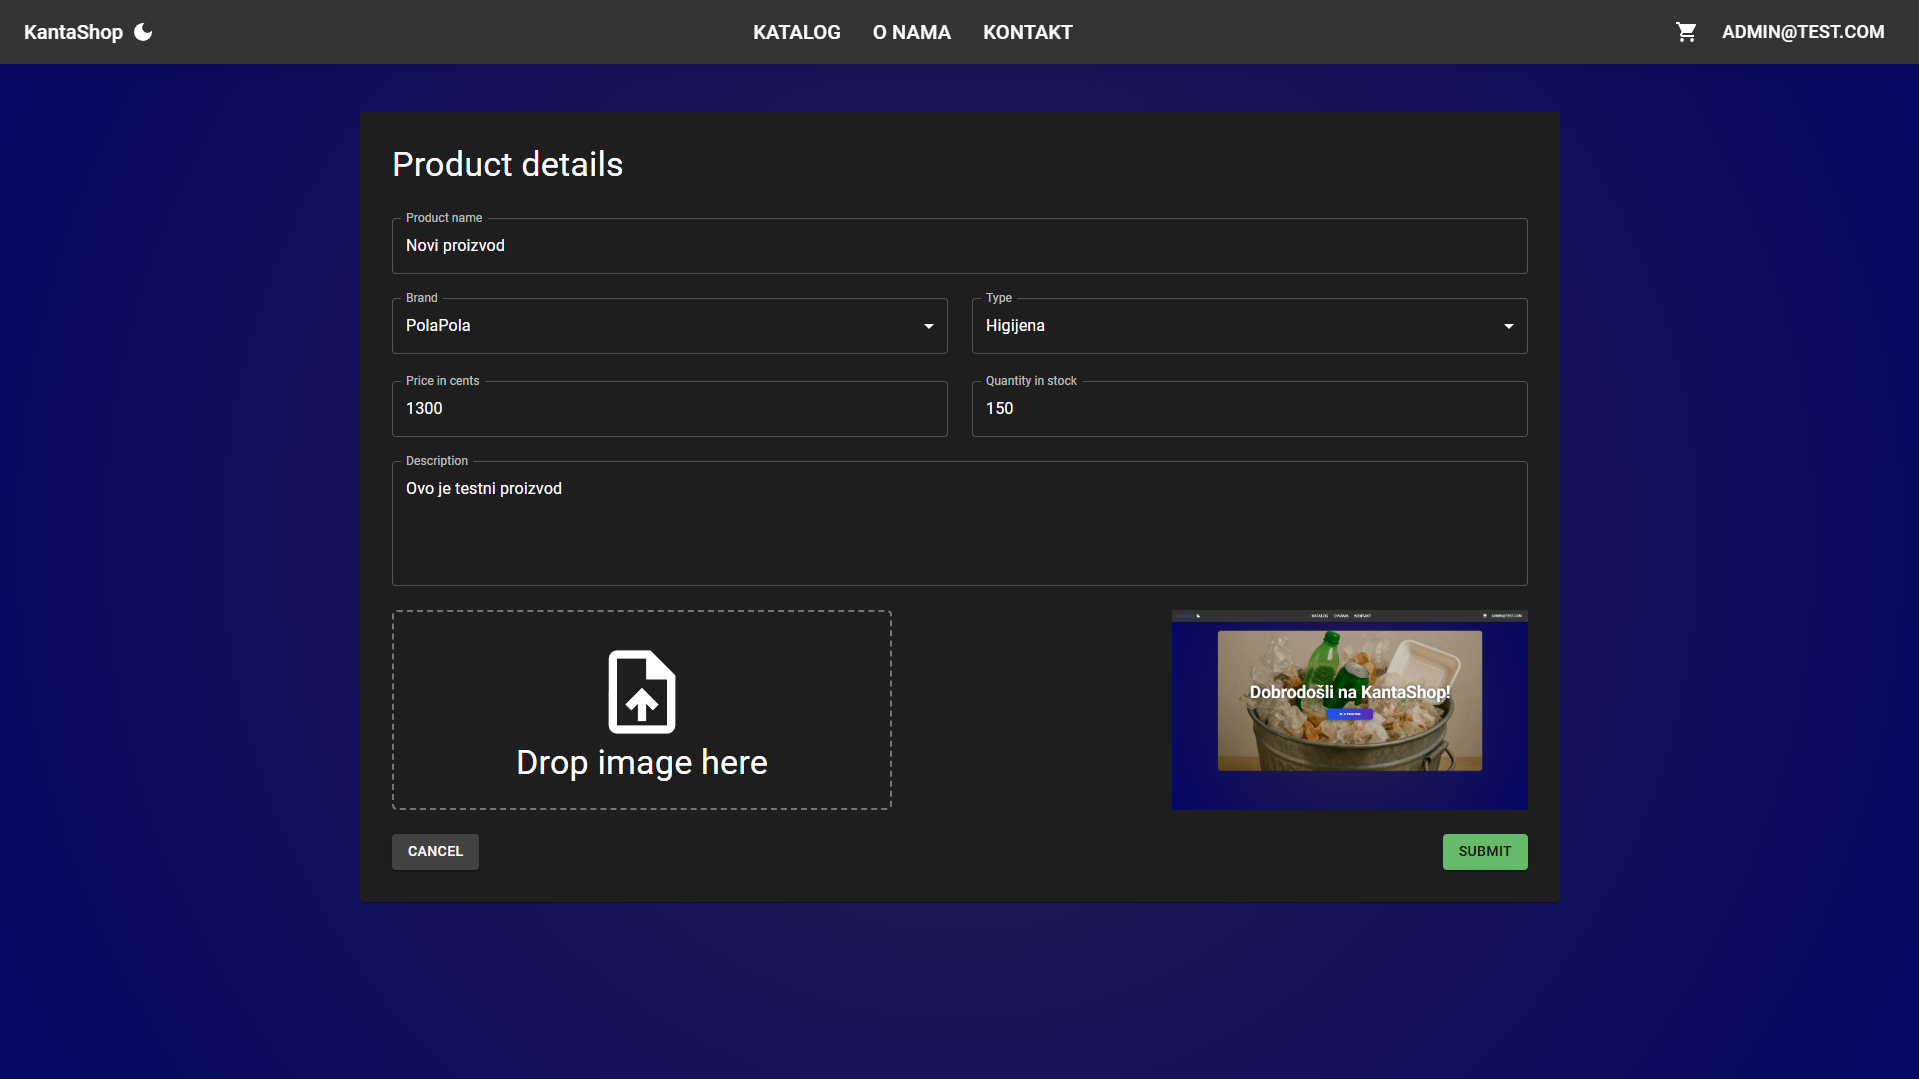 KantaShop
KATALOG O NAMA KONTAKT
ADMIN@TEST.COM
Product details
Product name
Novi proizvod
Brand
PolaPola
Type
Higijena
Price in cents
1300
Quantity in stock
150
Description
Ovo je testni proizvod
Drop image here
KATALOG O NAMA KONTAKT
ADMIN@TEST.COM
Dobrodošli na KantaShop!
CANCEL
SUBMIT